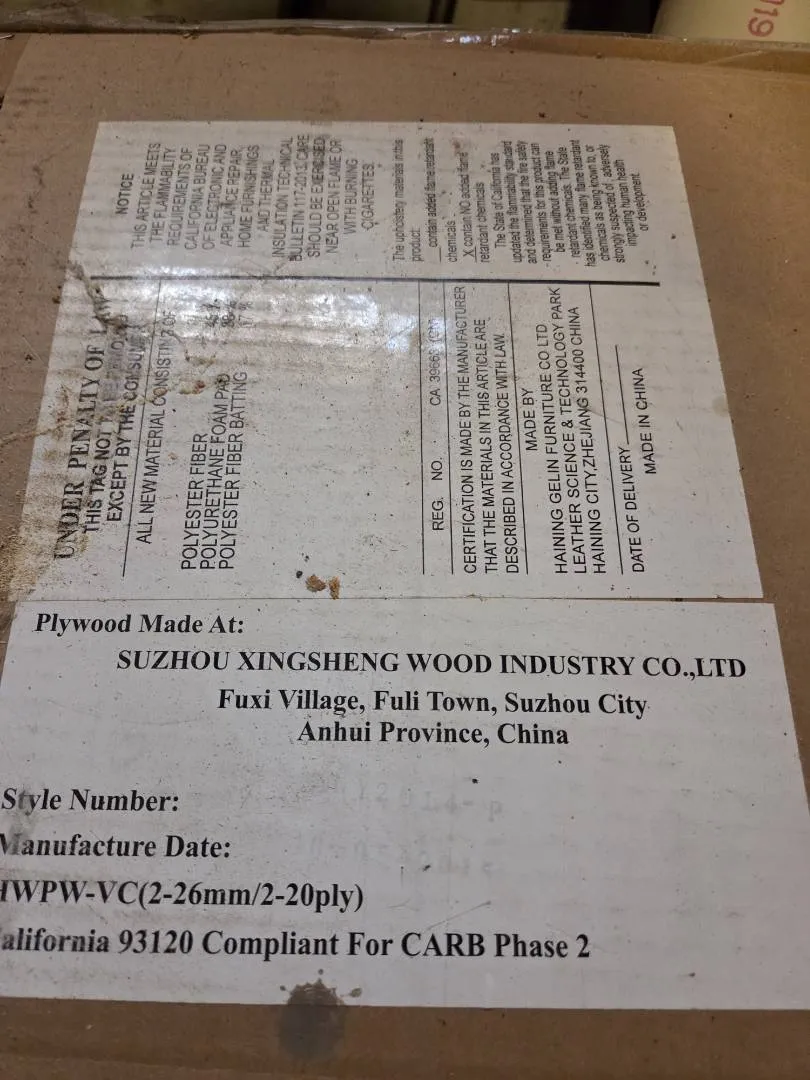 UNDER PENALTY OF LAW
THIS TAG NOT TO BE REMOVED
EXCEPT BY THE CONSUMER
ALL NEW MATERIAL CONSISTING OF
POLYESTER FIBER
POLYURETHANE FOAM PAD
POLYESTER FIBER BATTING 17%
REG. NO. CA
CERTIFICATION IS MADE BY THE MANUFACTURER
THAT THE MATERIALS IN THIS ARTICLE ARE
DESCRIBED IN ACCORDANCE WITH LAW.
MADE BY
HAINING GELIN FURNITURE CO LTD
LEATHER SCIENCE & TECHNOLOGY PARK
HAINING CITY,ZHEJIANG 314400 CHINA
DATE OF DELIVERY
MADE IN CHINA
NOTICE
THIS ARTICLE MEETS
THE FLAMMABILITY
REQUIREMENTS OF
CALIFORNIA BUREAU
OF ELECTRONIC AND
APPLIANCE REPAIR,
HOME FURNISHINGS
AND THERMAL
INSULATION TECHNICAL
BULLETIN 117-2013. CARE
SHOULD BE EXERCISED
NEAR OPEN FLAME OR
WITH BURNING
CIGARETTES.
The upholstery materials in this
product:
contain added flame retardant
chemicals
X contain NO added flame
retardant chemicals
The State of California has
updated the flammability standard
and determined that the fire safety
requirements for this product can
be met without adding flame
retardant chemicals. The State
has identified many flame retardant
chemicals as being known to, or
strongly suspected of, adversely
impacting human health
or development.
Plywood Made At:
SUZHOU XINGSHENG WOOD INDUSTRY CO.,LTD
Fuxi Village, Fuli Town, Suzhou City
Anhui Province, China
Style Number:
Manufacture Date:
HWPW-VC(2-26mm/2-20ply)
alifornia 93120 Compliant For CARB Phase 2
119